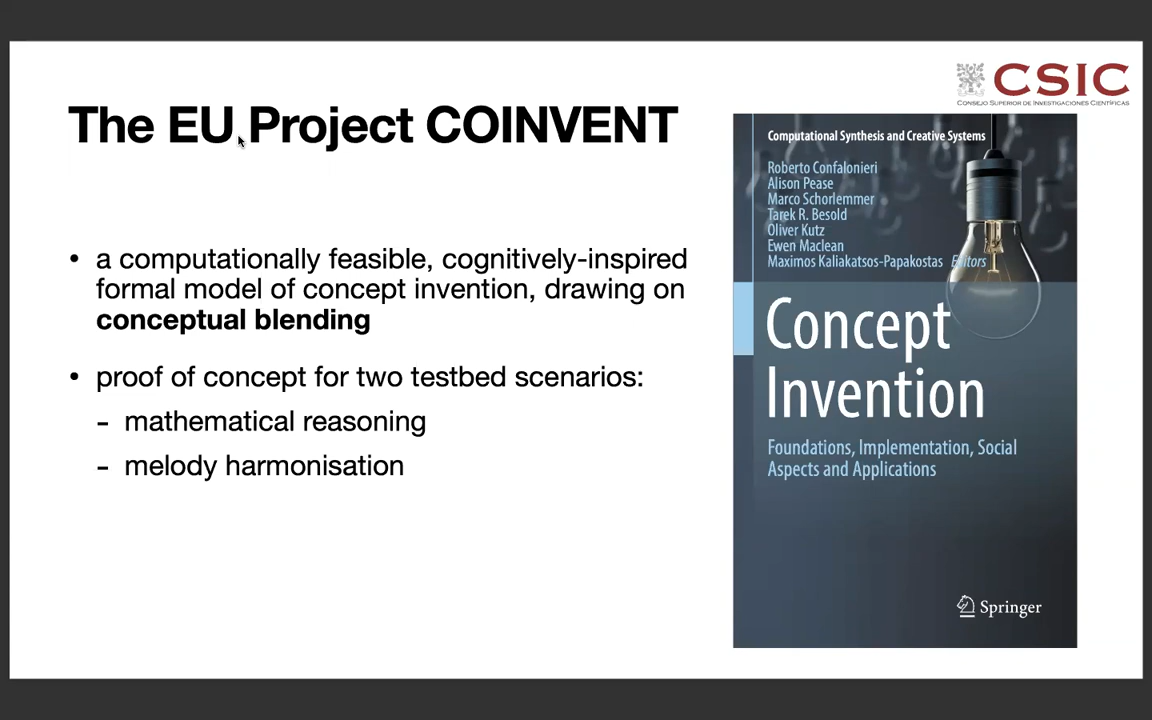 CSIC
CONSEJO SUPERIOR DE INVESTIGACIONES CIENTÍFICAS
The EU Project COINVENT
• a computationally feasible, cognitively-inspired
formal model of concept invention, drawing on
conceptual blending
• proof of concept for two testbed scenarios:
- mathematical reasoning
- melody harmonisation
Computational Synthesis and Creative Systems
Roberto Confalonieri
Alison Pease
Marco Schorlemmer
Tarek R. Besold
Oliver Kutz
Ewen Maclean
Maximos Kaliakatsos-Papakostas Editors
Concept
Invention
Foundations, Implementation, Social
Aspects and Applications
Springer